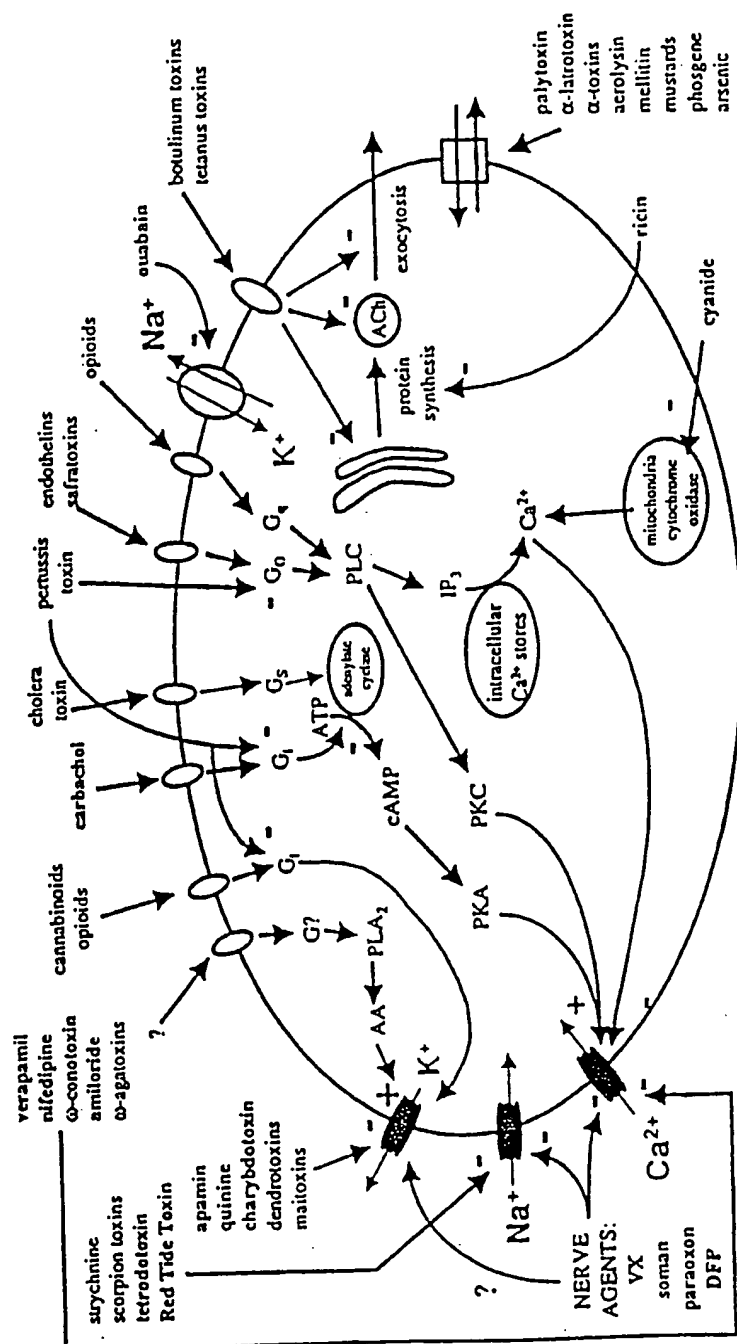 verapamil
nifedipine
ω-conotoxin
amiloride
ω-agatoxins
strychnine
scorpion toxins
tetrodotoxin
Red Tide Toxin
apamin
quinine
charybdotoxin
dendrotoxins
maitoxins
?
NERVE
AGENTS:
VX
soman
paraoxon
DFP
?
cannabinoids
opioids
carbachol
cholera
toxin
pertussis
toxin
endothelins
safratoxins
opioids
Na⁺
ouabain
botulinum toxins
tetanus toxins
K⁺
+
-
Na⁺
-
-
Ca²⁺
+
-
-
-
AA
PLA₂
G?
Gi
-
Gi
-
Gs
ATP
-
adenylate
cyclase
cAMP
PKA
PKC
G₀
-
Gq
PLC
IP₃
intracellular
Ca²⁺ stores
Ca²⁺
K⁺
-
-
-
-
protein
synthesis
ACh
exocytosis
-
ricin
mitochondria
cytochrome
oxidase
-
cyanide
palytoxin
α-latrotoxin
α-toxins
aerolysin
mellitin
mustards
phosgene
arsenic